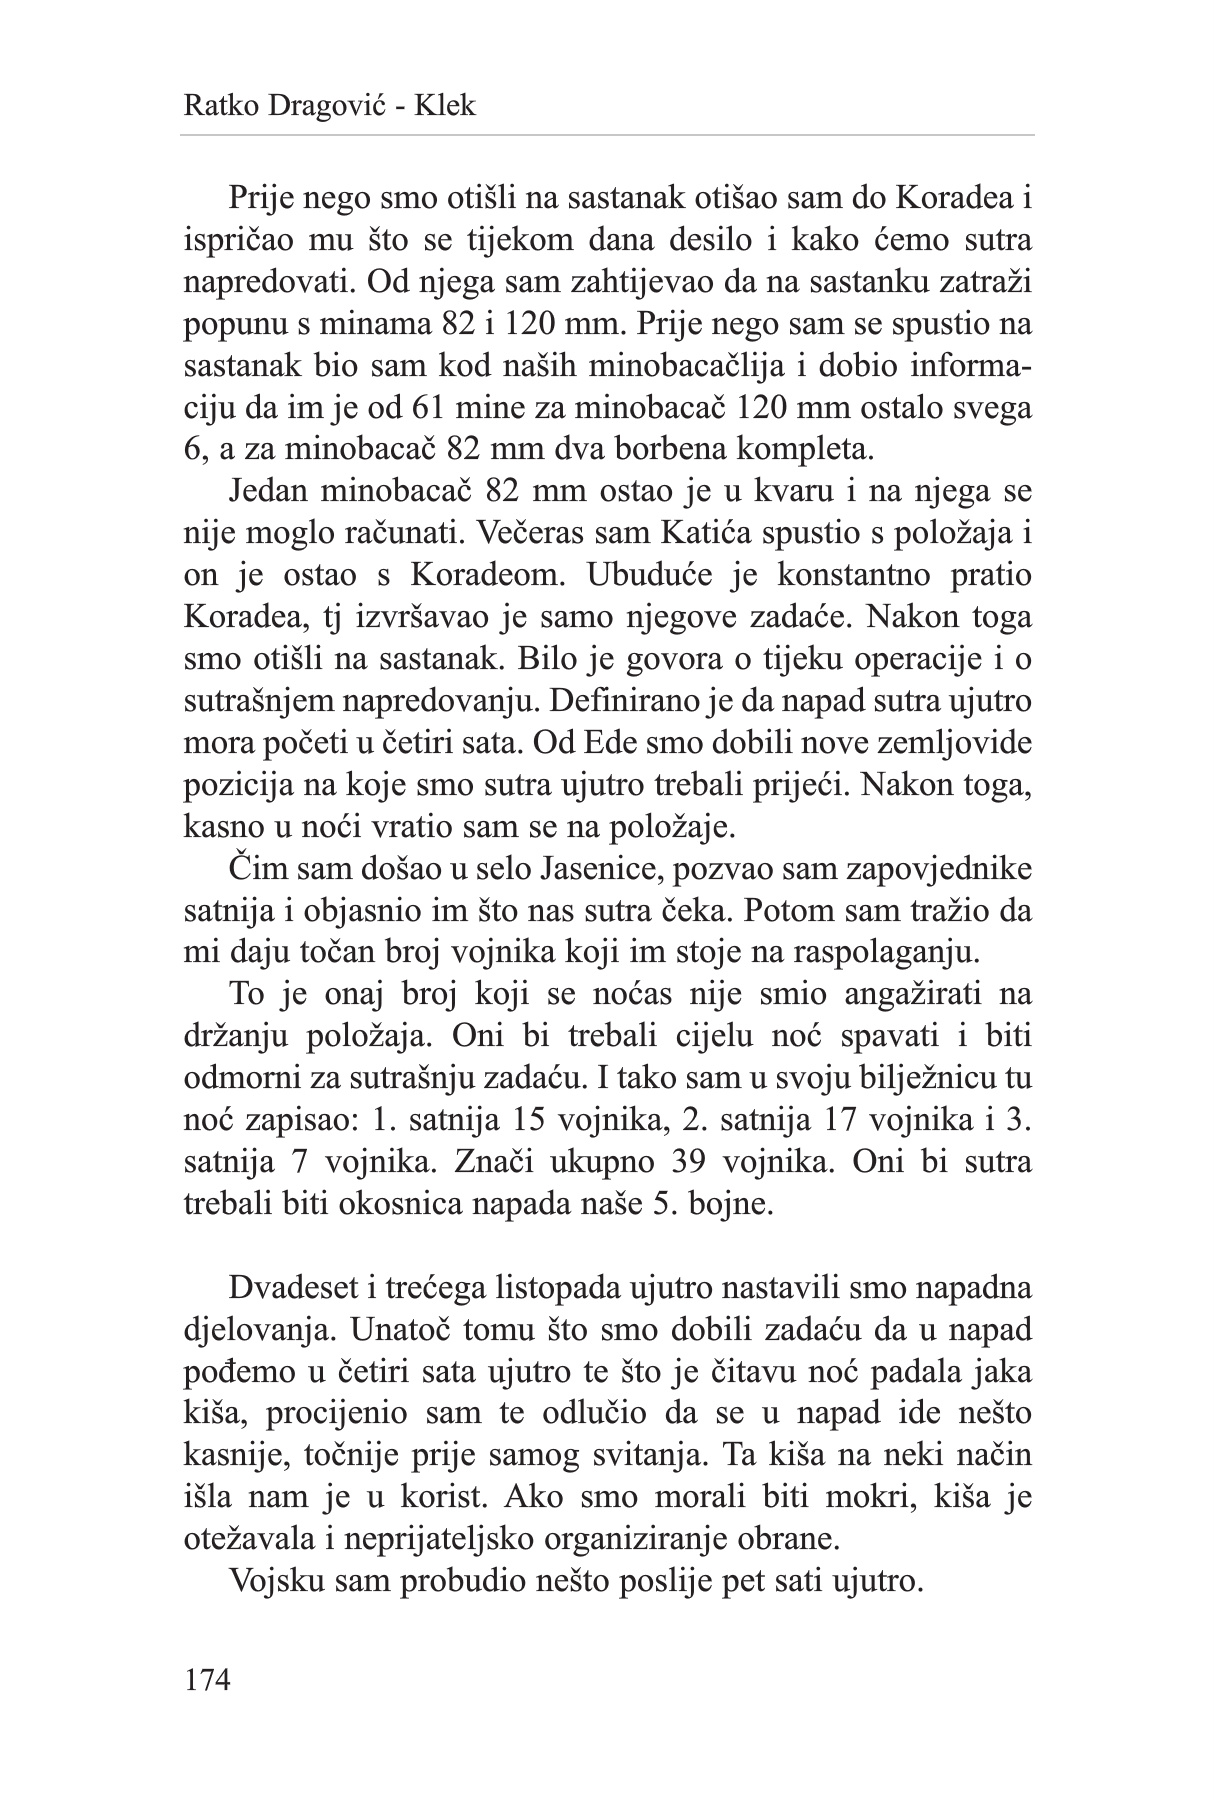 Ratko Dragović - Klek
Prije nego smo otišli na sastanak otišao sam do Koradea i
ispričao mu što se tijekom dana desilo i kako ćemo sutra
napredovati. Od njega sam zahtijevao da na sastanku zatraži
popunu s minama 82 i 120 mm. Prije nego sam se spustio na
sastanak bio sam kod naših minobacačlija i dobio informa-
ciju da im je od 61 mine za minobacač 120 mm ostalo svega
6, a za minobacač 82 mm dva borbena kompleta.
Jedan minobacač 82 mm ostao je u kvaru i na njega se
nije moglo računati. Večeras sam Katića spustio s položaja i
on je ostao s Koradeom. Ubuduće je konstantno pratio
Koradea, tj izvršavao je samo njegove zadaće. Nakon toga
smo otišli na sastanak. Bilo je govora o tijeku operacije i o
sutrašnjem napredovanju. Definirano je da napad sutra ujutro
mora početi u četiri sata. Od Ede smo dobili nove zemljovide
pozicija na koje smo sutra ujutro trebali prijeći. Nakon toga,
kasno u noći vratio sam se na položaje.
Čim sam došao u selo Jasenice, pozvao sam zapovjednike
satnija i objasnio im što nas sutra čeka. Potom sam tražio da
mi daju točan broj vojnika koji im stoje na raspolaganju.
To je onaj broj koji se noćas nije smio angažirati na
držanju položaja. Oni bi trebali cijelu noć spavati i biti
odmorni za sutrašnju zadaću. I tako sam u svoju bilježnicu tu
noć zapisao: 1. satnija 15 vojnika, 2. satnija 17 vojnika i 3.
satnija 7 vojnika. Znači ukupno 39 vojnika. Oni bi sutra
trebali biti okosnica napada naše 5. bojne.
Dvadeset i trećega listopada ujutro nastavili smo napadna
djelovanja. Unatoč tomu što smo dobili zadaću da u napad
pođemo u četiri sata ujutro te što je čitavu noć padala jaka
kiša, procijenio sam te odlučio da se u napad ide nešto
kasnije, točnije prije samog svitanja. Ta kiša na neki način
išla nam je u korist. Ako smo morali biti mokri, kiša je
otežavala i neprijateljsko organiziranje obrane.
Vojsku sam probudio nešto poslije pet sati ujutro.
174